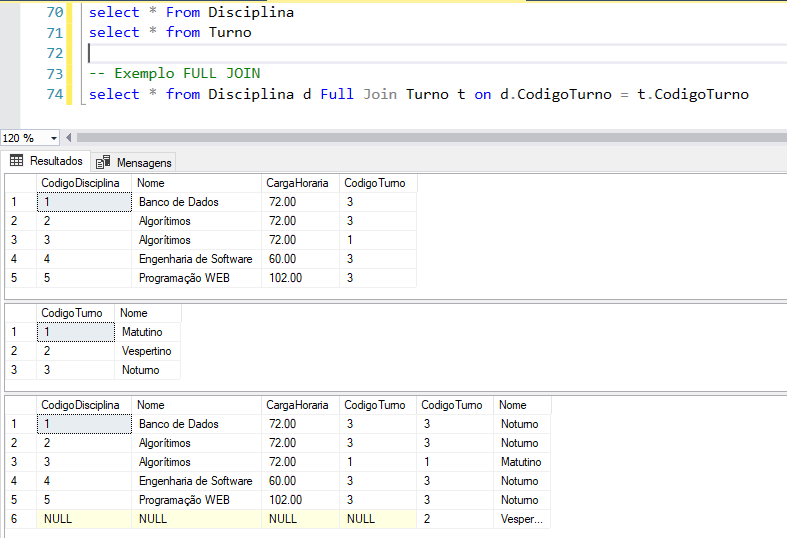 70 select * From Disciplina
71 select * from Turno
72
73 -- Exemplo FULL JOIN
74 select * from Disciplina d Full Join Turno t on d.CodigoTurno = t.CodigoTurno
120 %
Resultados Mensagens
CodigoDisciplina Nome CargaHoraria CodigoTurno
1 1 Banco de Dados 72.00 3
2 2 Algorítimos 72.00 3
3 3 Algorítimos 72.00 1
4 4 Engenharia de Software 60.00 3
5 5 Programação WEB 102.00 3
CodigoTurno Nome
1 1 Matutino
2 2 Vespertino
3 3 Noturno
CodigoDisciplina Nome CargaHoraria CodigoTurno CodigoTurno Nome
1 1 Banco de Dados 72.00 3 3 Noturno
2 2 Algorítimos 72.00 3 3 Noturno
3 3 Algorítimos 72.00 1 1 Matutino
4 4 Engenharia de Software 60.00 3 3 Noturno
5 5 Programação WEB 102.00 3 3 Noturno
6 NULL NULL NULL NULL 2 Vesper...